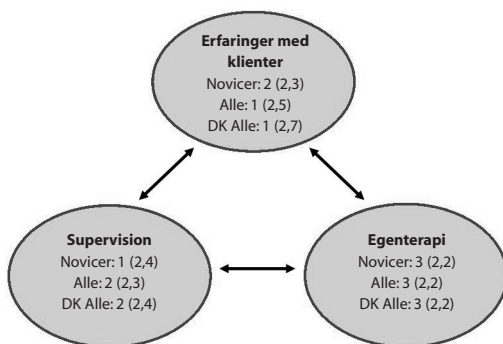 Erfaringer med
klienter
Novicer: 2 (2,3)
Alle: 1 (2,5)
DK Alle: 1 (2,7)
Supervision
Novicer: 1 (2,4)
Alle: 2 (2,3)
DK Alle: 2 (2,4)
Egenterapi
Novicer: 3 (2,2)
Alle: 3 (2,2)
DK Alle: 3 (2,2)